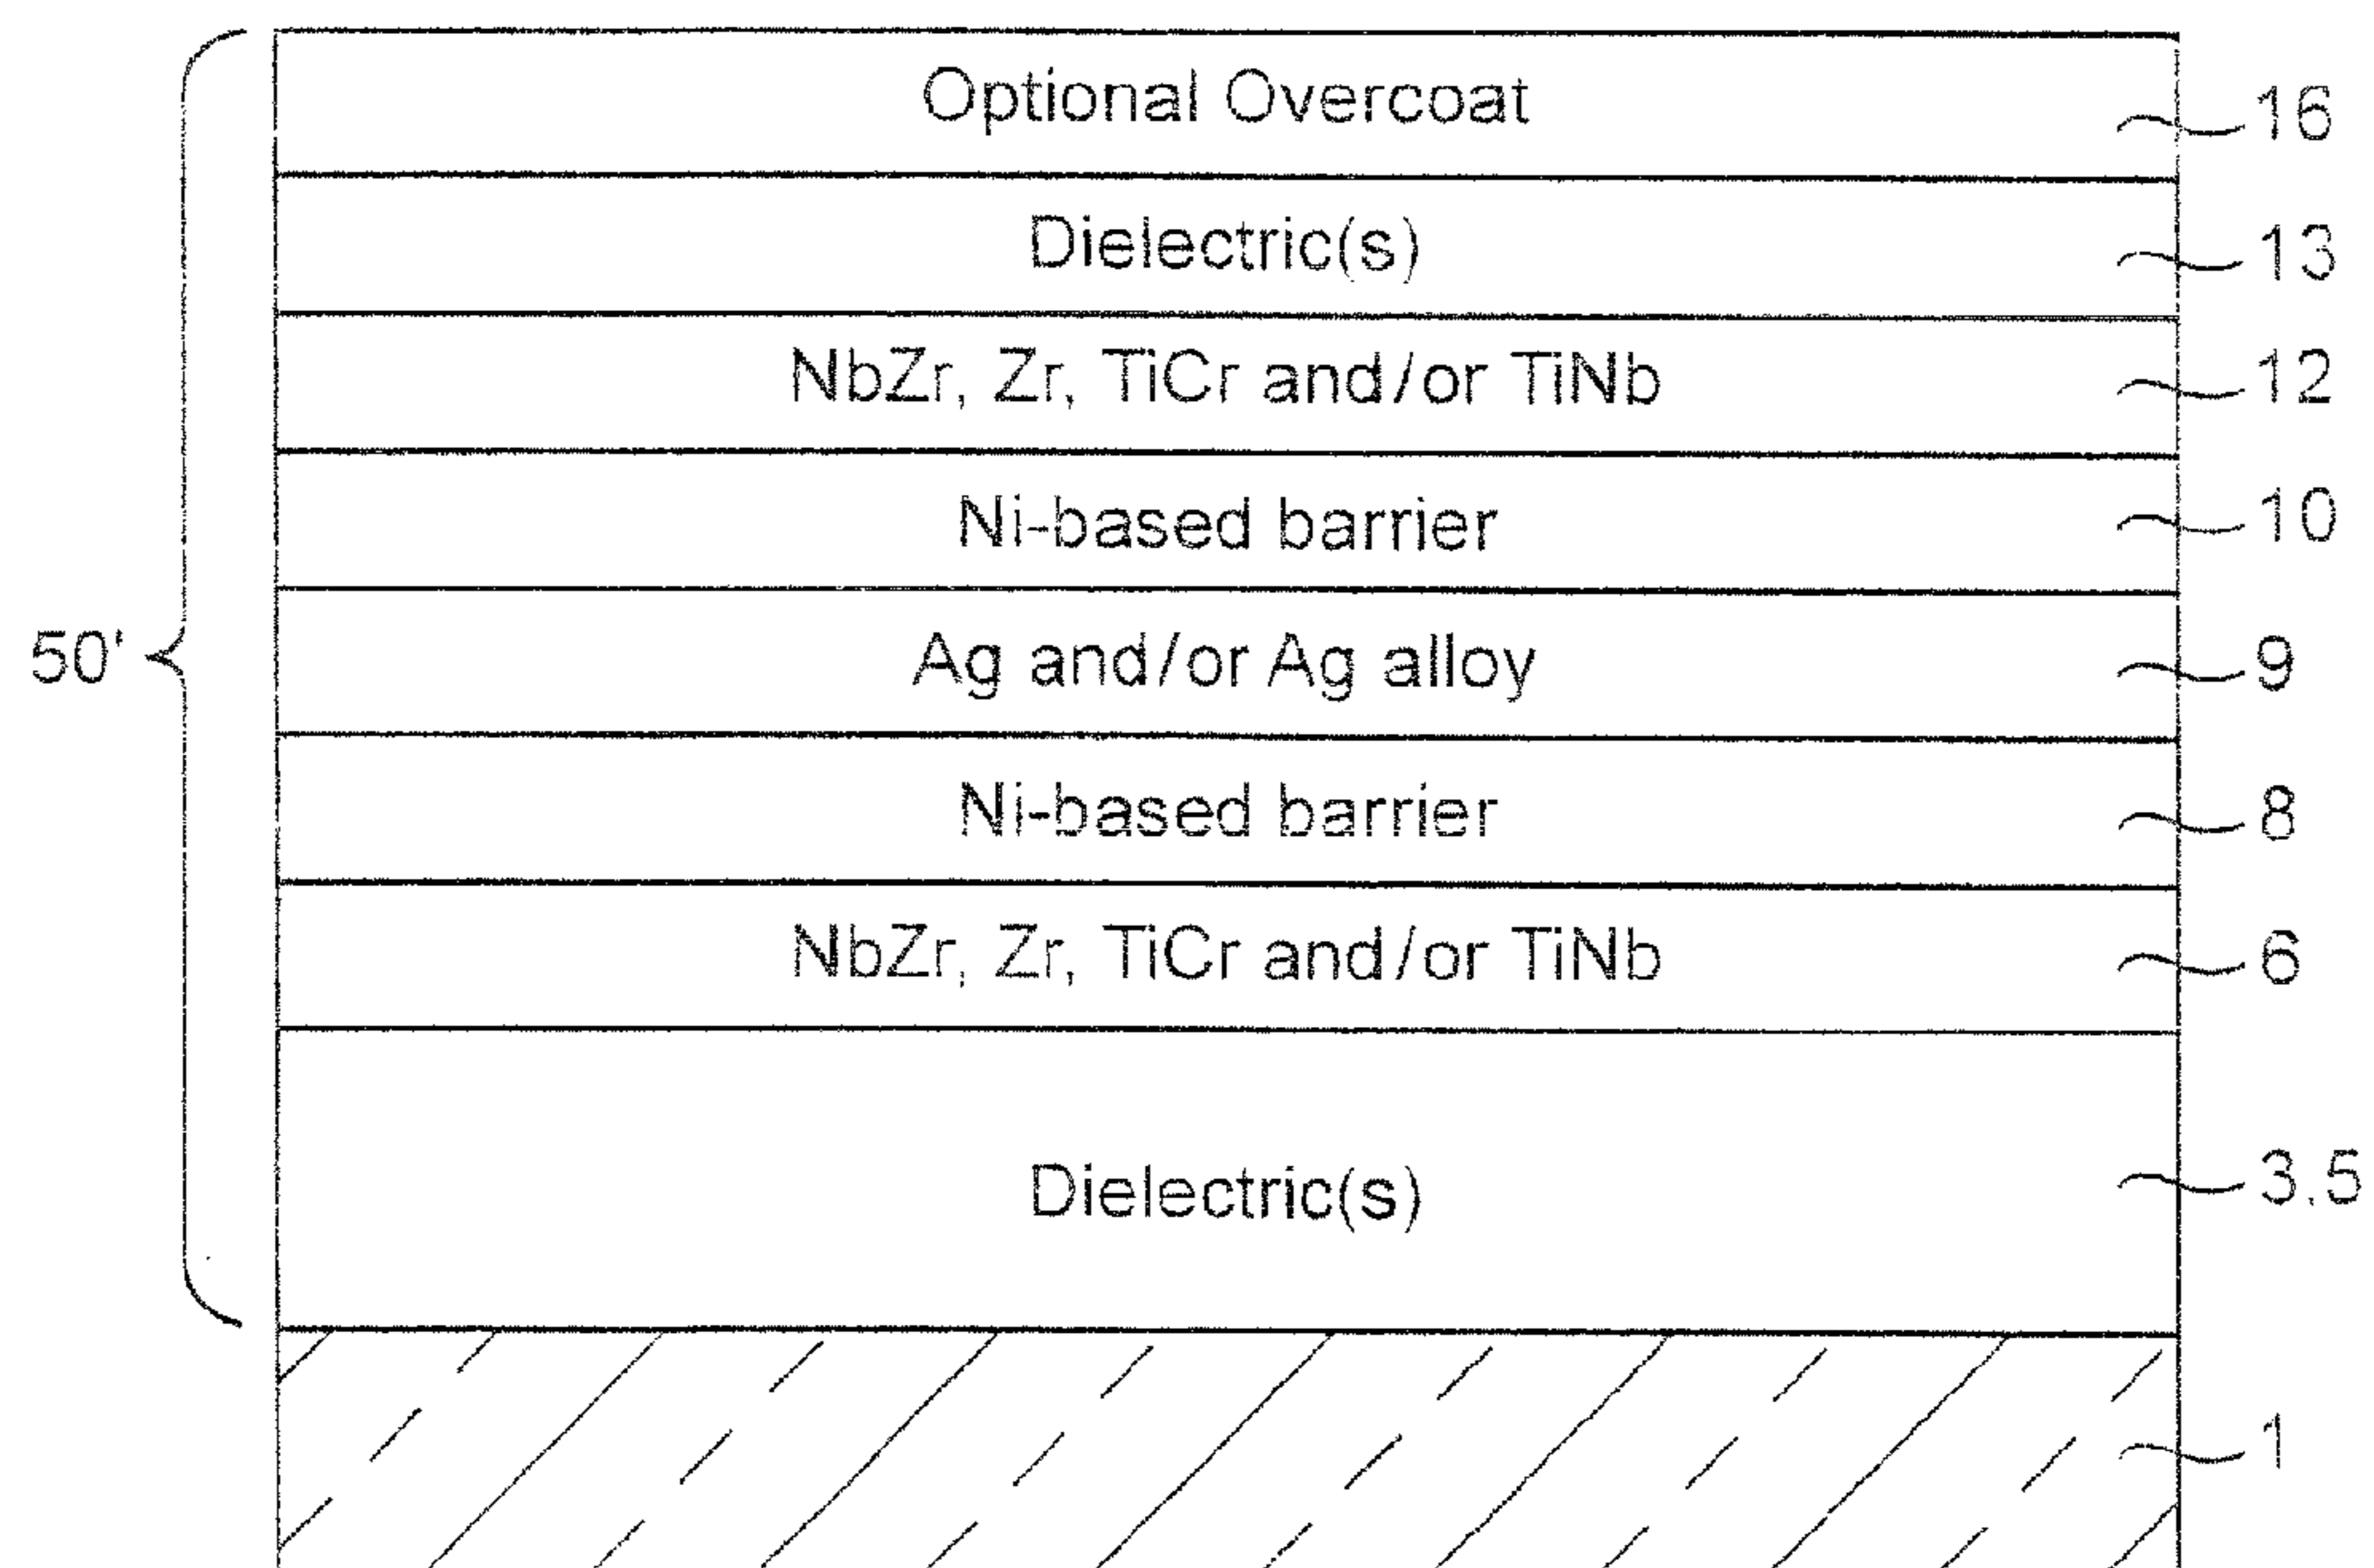 Optional Overcoat 16
Dielectric(s) 13
NbZr, Zr, TiCr and/or TiNb 12
Ni-based barrier 10
50' Ag and/or Ag alloy 9
Ni-based barrier 8
NbZr, Zr, TiCr and/or TiNb 6
Dielectric(s) 3.5
1